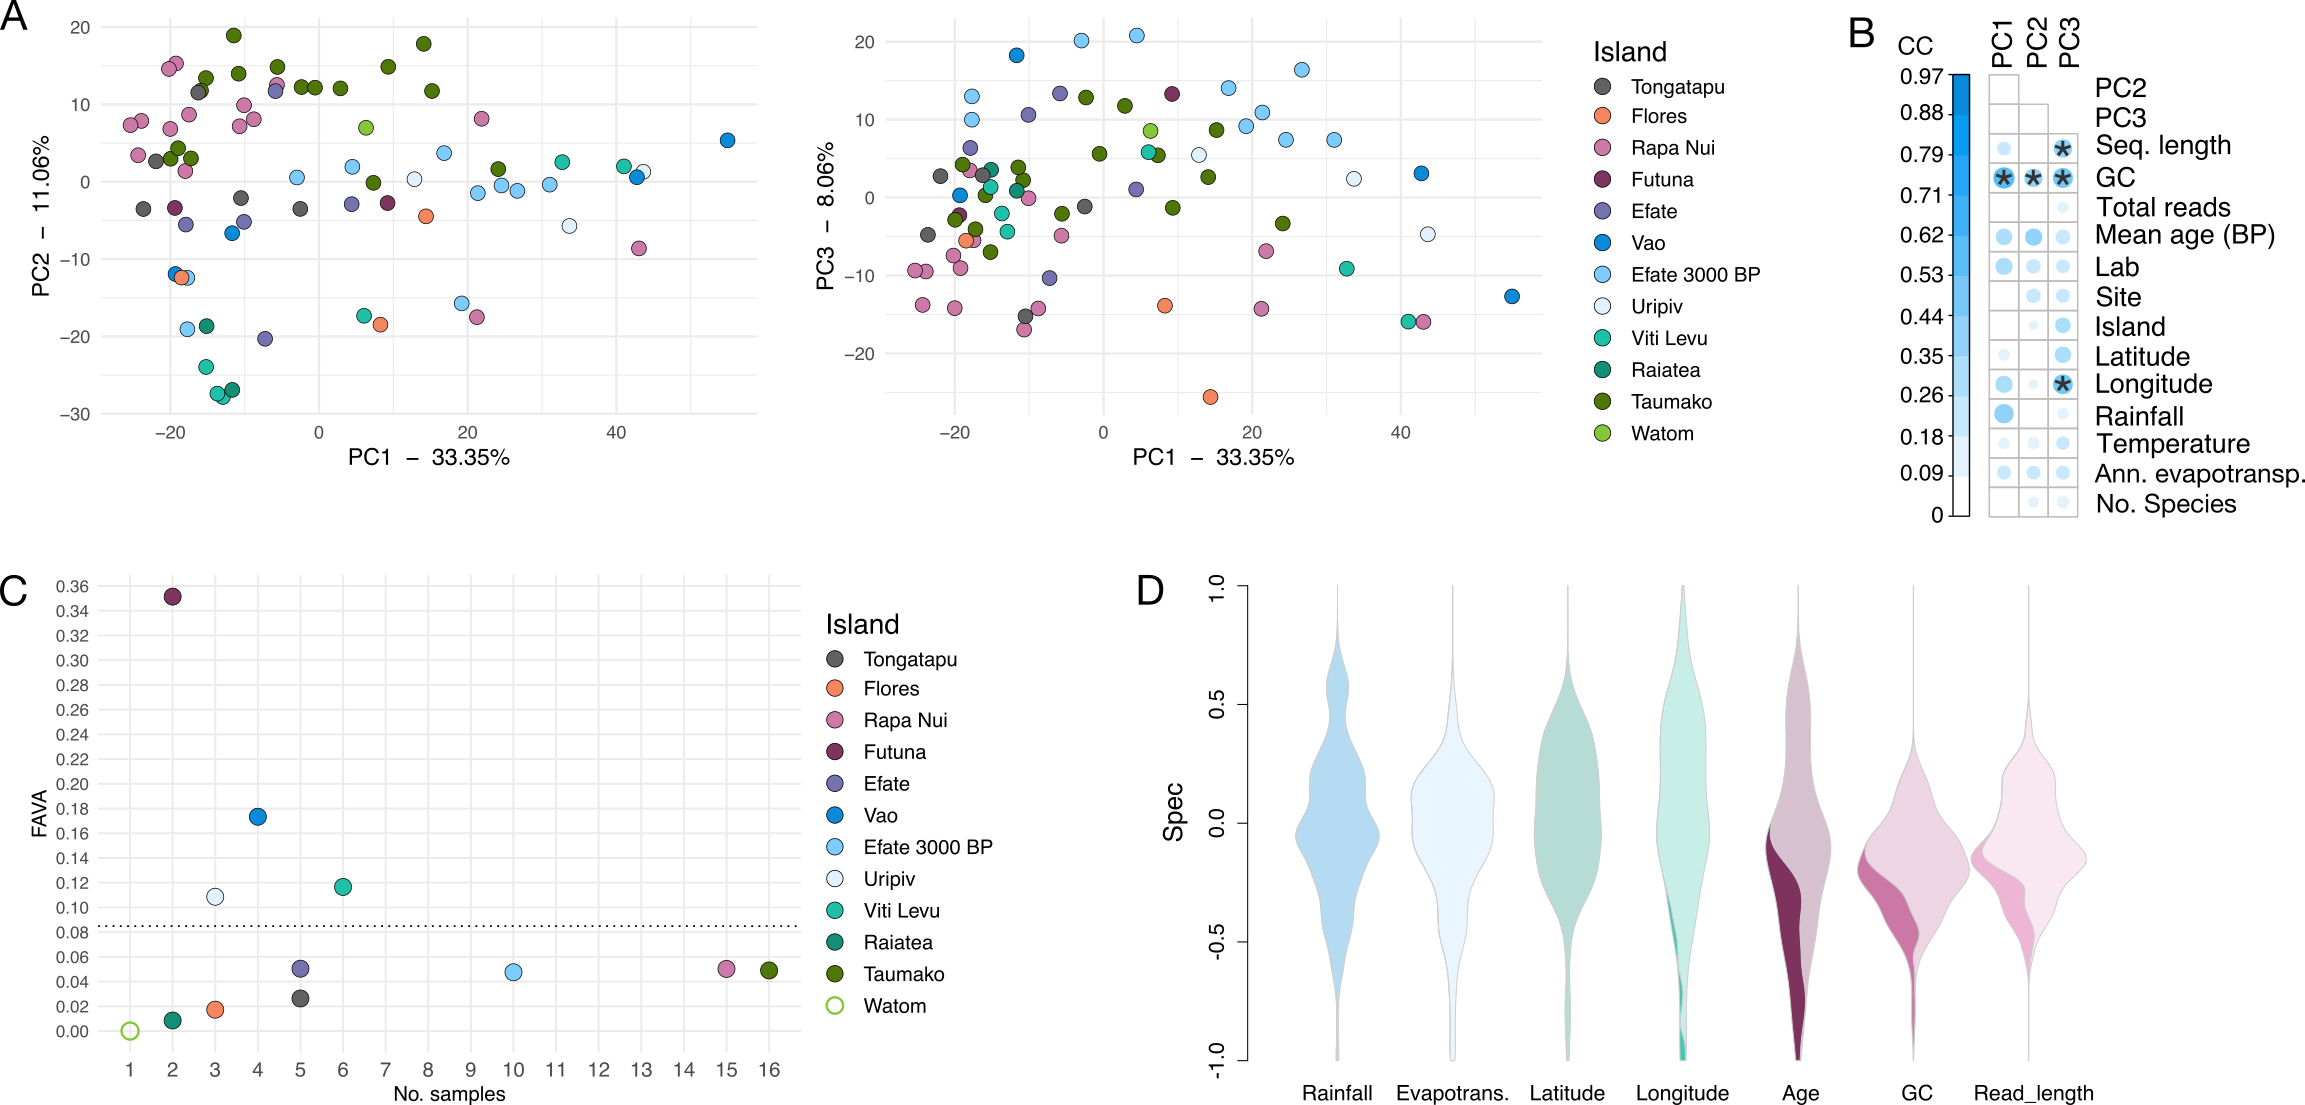 A
20
10
0
−10
−20
−30
PC2 − 11.06%
−20 0 20 40
PC1 − 33.35%
20
10
0
−10
−20
PC3 − 8.06%
−20 0 20 40
PC1 − 33.35%
Island
Tongatapu
Flores
Rapa Nui
Futuna
Efate
Vao
Efate 3000 BP
Uripiv
Viti Levu
Raiatea
Taumako
Watom
B
CC
0.97
0.88
0.79
0.71
0.62
0.53
0.44
0.35
0.26
0.18
0.09
0
PC1
PC2
PC3
PC2
PC3
Seq. length
GC
Total reads
Mean age (BP)
Lab
Site
Island
Latitude
Longitude
Rainfall
Temperature
Ann. evapotransp.
No. Species
*
* * *
*
C
0.36
0.34
0.32
0.30
0.28
0.26
0.24
0.22
0.20
0.18
0.16
0.14
0.12
0.10
0.08
0.06
0.04
0.02
0.00
FAVA
1 2 3 4 5 6 7 8 9 10 11 12 13 14 15 16
No. samples
Island
Tongatapu
Flores
Rapa Nui
Futuna
Efate
Vao
Efate 3000 BP
Uripiv
Viti Levu
Raiatea
Taumako
Watom
D
1.0
0.5
0.0
-0.5
-1.0
Spec
Rainfall Evapotrans. Latitude Longitude Age GC Read_length